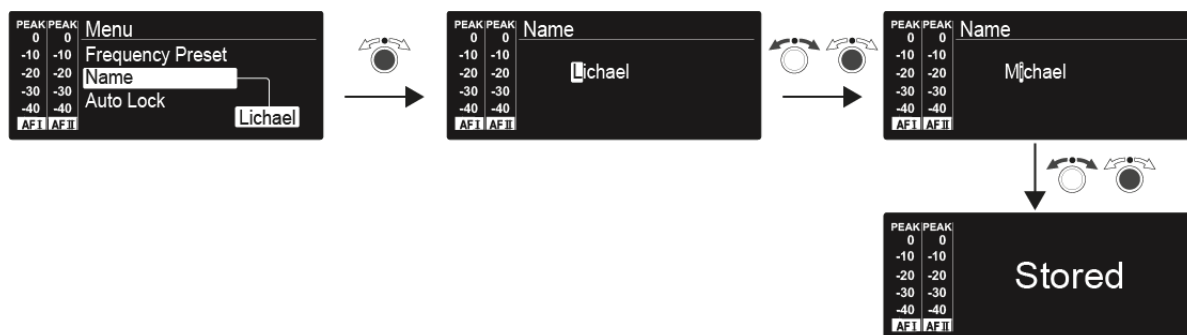 PEAK PEAK Menu
0 0
-10 -10 Frequency Preset
-20 -20 Name
-30 -30 Auto Lock
-40 -40
AF I AF II Lichael
PEAK PEAK Name
0 0
-10 -10
-20 -20 Lichael
-30 -30
-40 -40
AF I AF II
PEAK PEAK Name
0 0
-10 -10
-20 -20 Michael
-30 -30
-40 -40
AF I AF II
PEAK PEAK
0 0
-10 -10
-20 -20 Stored
-30 -30
-40 -40
AF I AF II